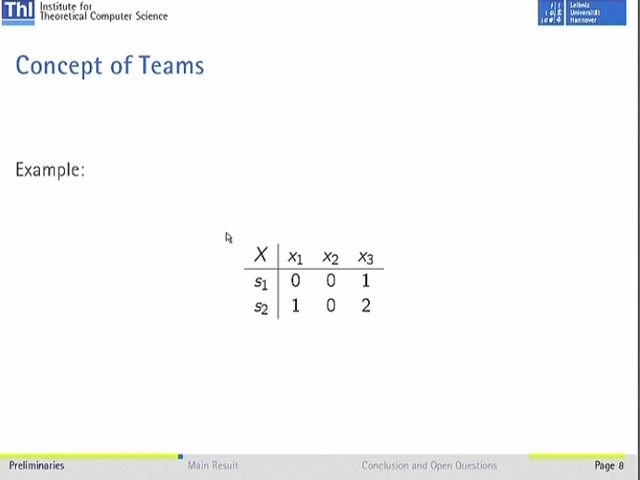 ThI Institute for
Theoretical Computer Science
Leibniz
Universität
Hannover
Concept of Teams
Example:
X x1 x2 x3
s1 0 0 1
s2 1 0 2
Preliminaries Main Result Conclusion and Open Questions Page 8